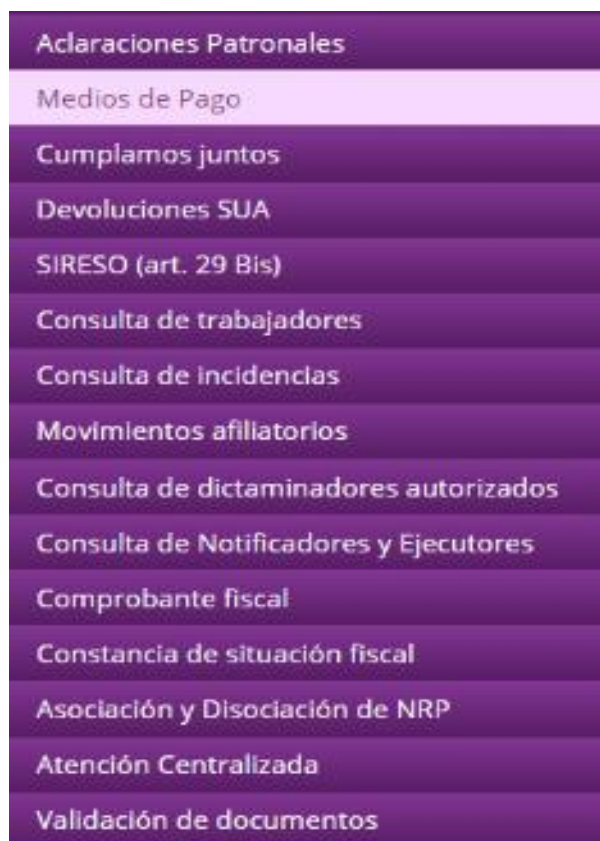 Aclaraciones Patronales
Medios de Pago
Cumplamos juntos
Devoluciones SUA
SIRESO (art. 29 Bis)
Consulta de trabajadores
Consulta de incidencias
Movimientos afiliatorios
Consulta de dictaminadores autorizados
Consulta de Notificadores y Ejecutores
Comprobante fiscal
Constancia de situación fiscal
Asociación y Disociación de NRP
Atención Centralizada
Validación de documentos